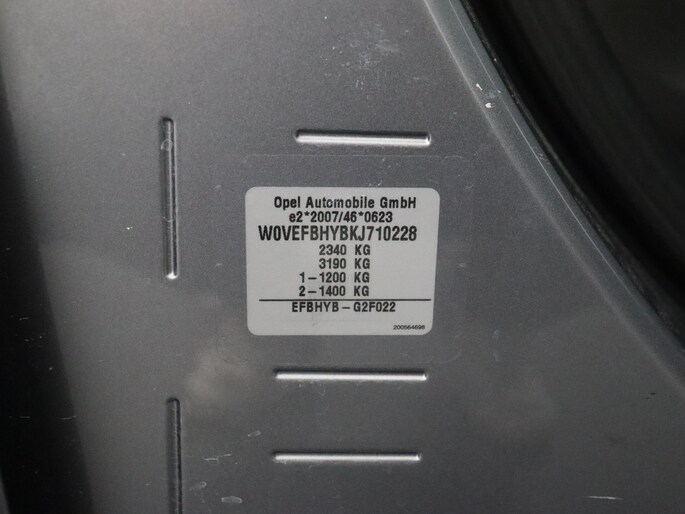 Opel Automobile GmbH
e2*2007/46*0623
W0VEFBHYBKJ710228
2340 KG
3190 KG
1-1200 KG
2-1400 KG
EFBHYB-G2F022
200564698